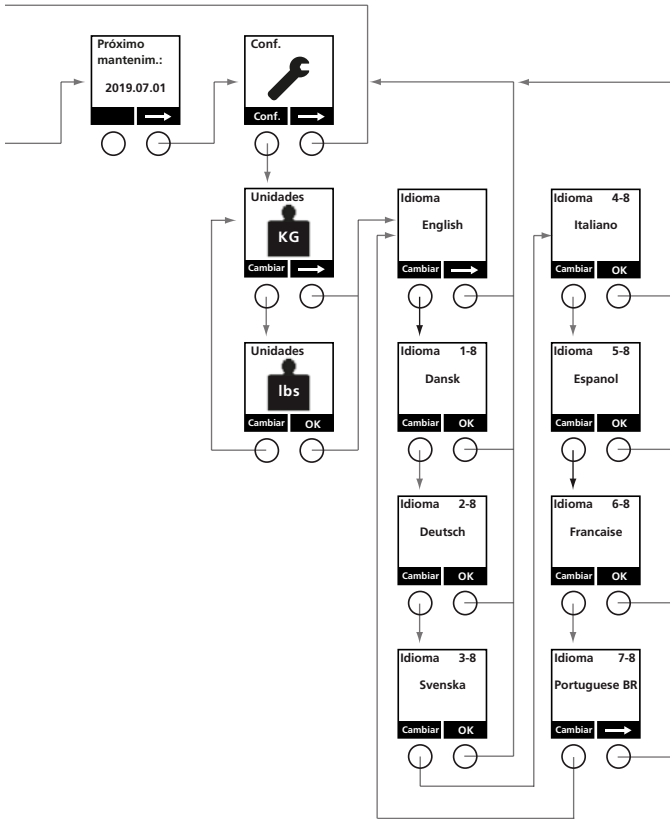 Próximo
mantenim.:
2019.07.01
Conf.
Conf.
Unidades
KG
Cambiar
Unidades
lbs
Cambiar OK
Idioma
English
Cambiar
Idioma 1-8
Dansk
Cambiar OK
Idioma 2-8
Deutsch
Cambiar OK
Idioma 3-8
Svenska
Cambiar OK
Idioma 4-8
Italiano
Cambiar OK
Idioma 5-8
Espanol
Cambiar OK
Idioma 6-8
Francaise
Cambiar OK
Idioma 7-8
Portuguese BR
Cambiar